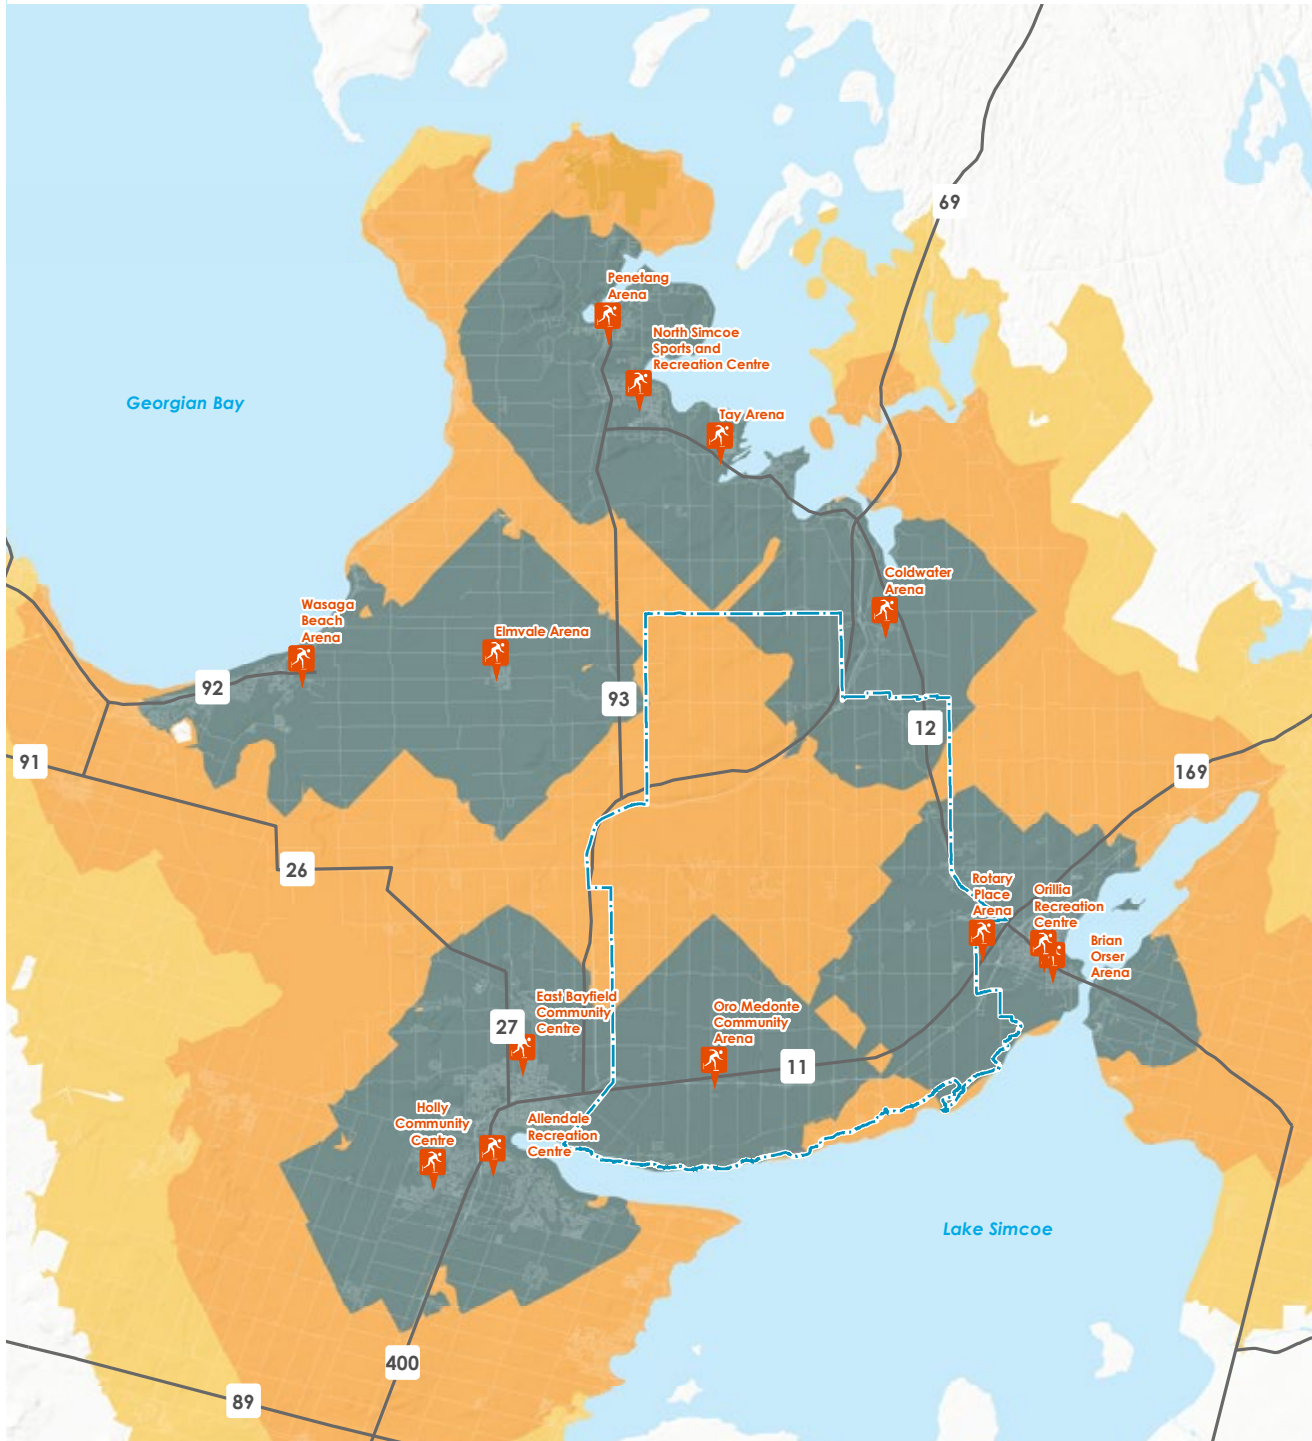 69
Penetang
Arena
North Simcoe
Sports and
Recreation Centre
Georgian Bay
Tay Arena
Coldwater
Arena
Wasaga
Beach
Arena
Elmvale Arena
92
93
12
91
169
26
Rotary
Place
Arena
Orillia
Recreation
Centre
Brian
Orser
Arena
East Bayfield
Community
Centre
27
Oro Medonte
Community
Arena
11
Holly
Community
Centre
Allendale
Recreation
Centre
Lake Simcoe
400
89